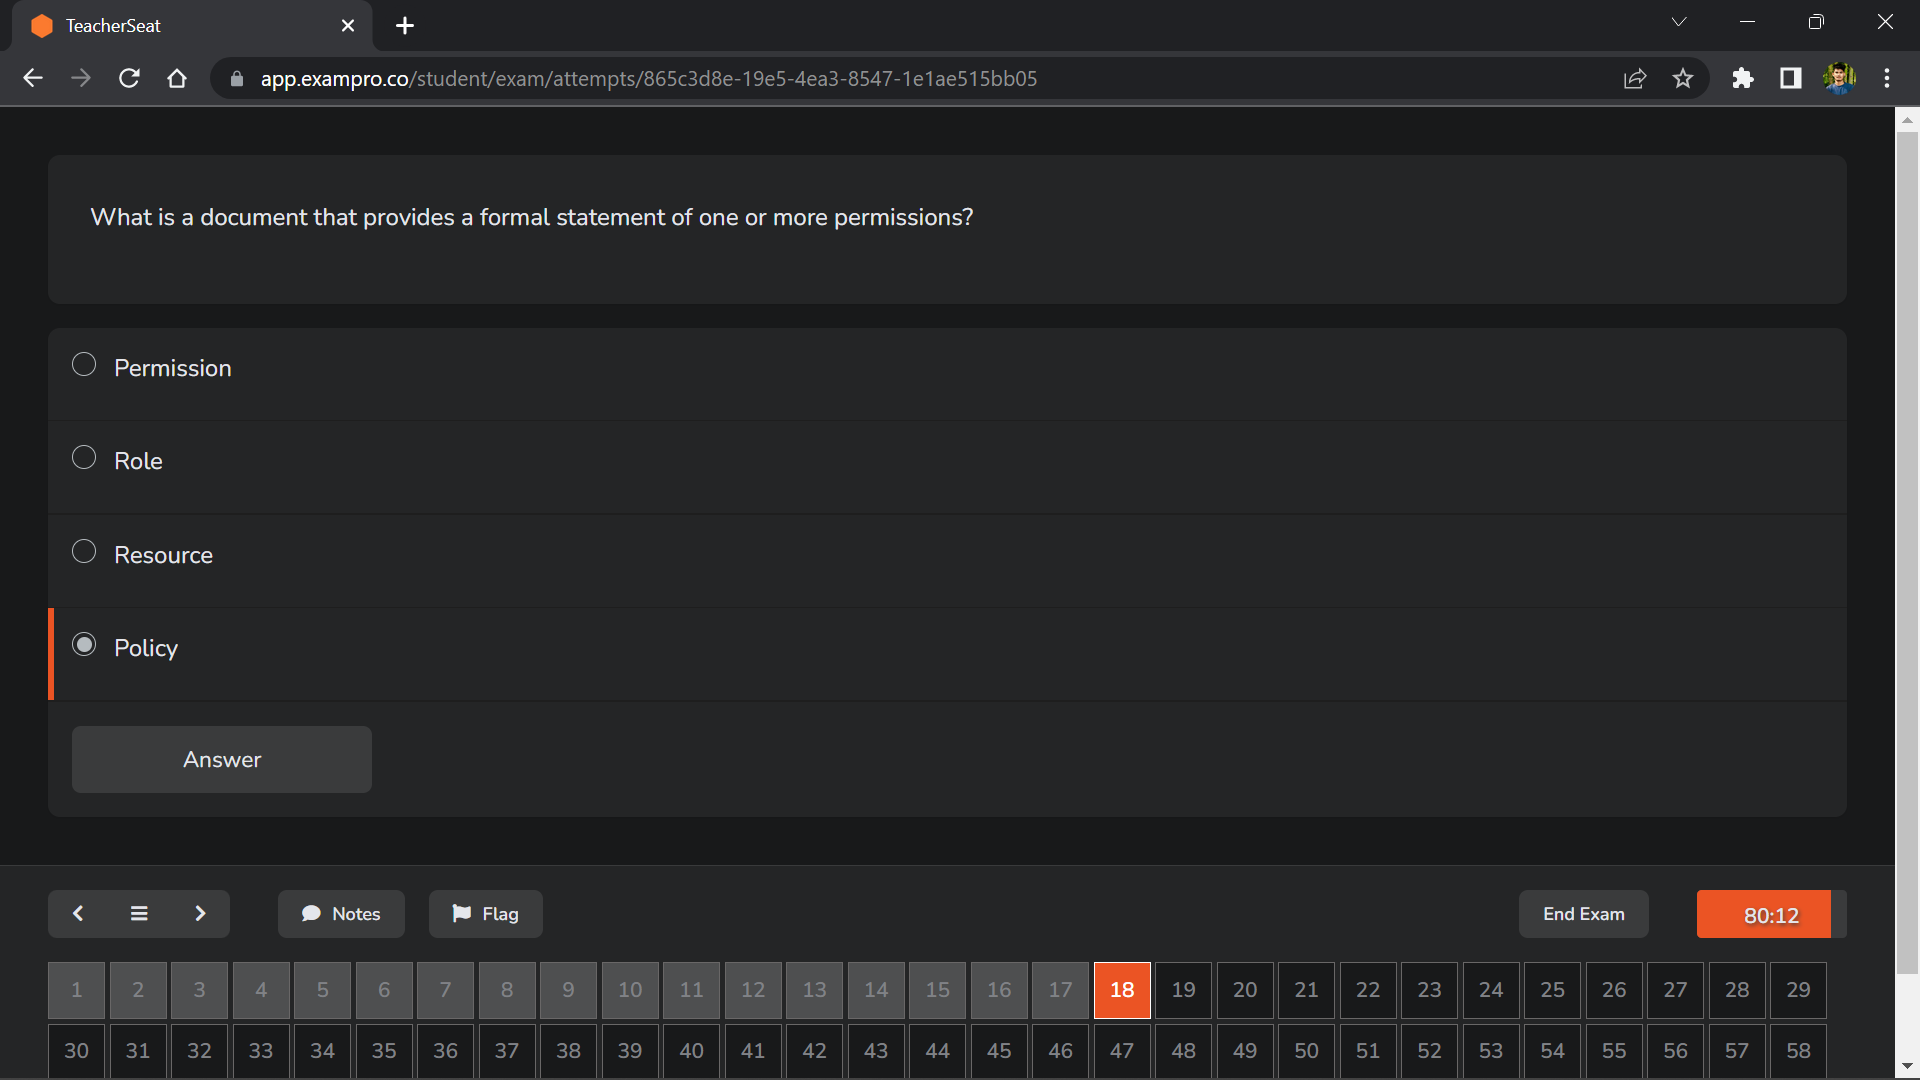 TeacherSeat
app.exampro.co/student/exam/attempts/865c3d8e-19e5-4ea3-8547-1e1ae515bb05
What is a document that provides a formal statement of one or more permissions?
Permission
Role
Resource
Policy
Answer
Notes Flag End Exam 80:12
1 2 3 4 5 6 7 8 9 10 11 12 13 14 15 16 17 18 19 20 21 22 23 24 25 26 27 28 29
30 31 32 33 34 35 36 37 38 39 40 41 42 43 44 45 46 47 48 49 50 51 52 53 54 55 56 57 58